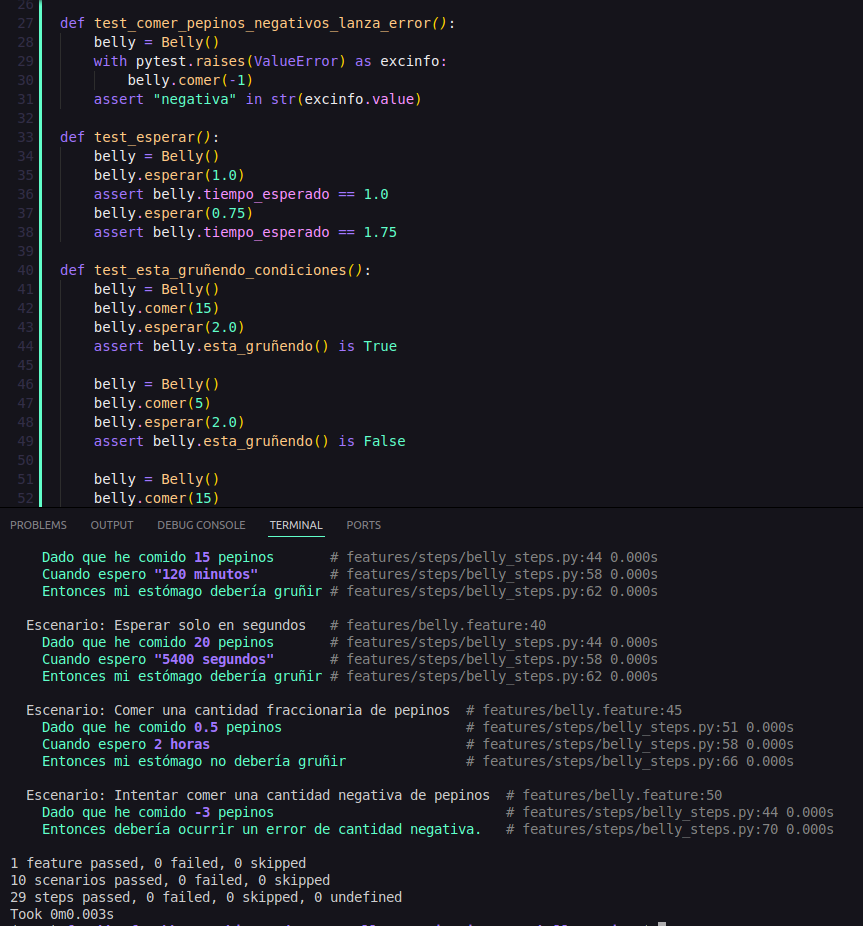 26
27 def test_comer_pepinos_negativos_lanza_error():
28 belly = Belly()
29 with pytest.raises(ValueError) as excinfo:
30 belly.comer(-1)
31 assert "negativa" in str(excinfo.value)
32
33 def test_esperar():
34 belly = Belly()
35 belly.esperar(1.0)
36 assert belly.tiempo_esperado == 1.0
37 belly.esperar(0.75)
38 assert belly.tiempo_esperado == 1.75
39
40 def test_esta_gruñendo_condiciones():
41 belly = Belly()
42 belly.comer(15)
43 belly.esperar(2.0)
44 assert belly.esta_gruñendo() is True
45
46 belly = Belly()
47 belly.comer(5)
48 belly.esperar(2.0)
49 assert belly.esta_gruñendo() is False
50
51 belly = Belly()
52 belly.comer(15)
PROBLEMS OUTPUT DEBUG CONSOLE TERMINAL PORTS
Dado que he comido 15 pepinos # features/steps/belly_steps.py:44 0.000s
Cuando espero "120 minutos" # features/steps/belly_steps.py:58 0.000s
Entonces mi estómago debería gruñir # features/steps/belly_steps.py:62 0.000s
Escenario: Esperar solo en segundos # features/belly.feature:40
Dado que he comido 20 pepinos # features/steps/belly_steps.py:44 0.000s
Cuando espero "5400 segundos" # features/steps/belly_steps.py:58 0.000s
Entonces mi estómago debería gruñir # features/steps/belly_steps.py:62 0.000s
Escenario: Comer una cantidad fraccionaria de pepinos # features/belly.feature:45
Dado que he comido 0.5 pepinos # features/steps/belly_steps.py:51 0.000s
Cuando espero 2 horas # features/steps/belly_steps.py:58 0.000s
Entonces mi estómago no debería gruñir # features/steps/belly_steps.py:66 0.000s
Escenario: Intentar comer una cantidad negativa de pepinos # features/belly.feature:50
Dado que he comido -3 pepinos # features/steps/belly_steps.py:44 0.000s
Entonces debería ocurrir un error de cantidad negativa. # features/steps/belly_steps.py:70 0.000s
1 feature passed, 0 failed, 0 skipped
10 scenarios passed, 0 failed, 0 skipped
29 steps passed, 0 failed, 0 skipped, 0 undefined
Took 0m0.003s